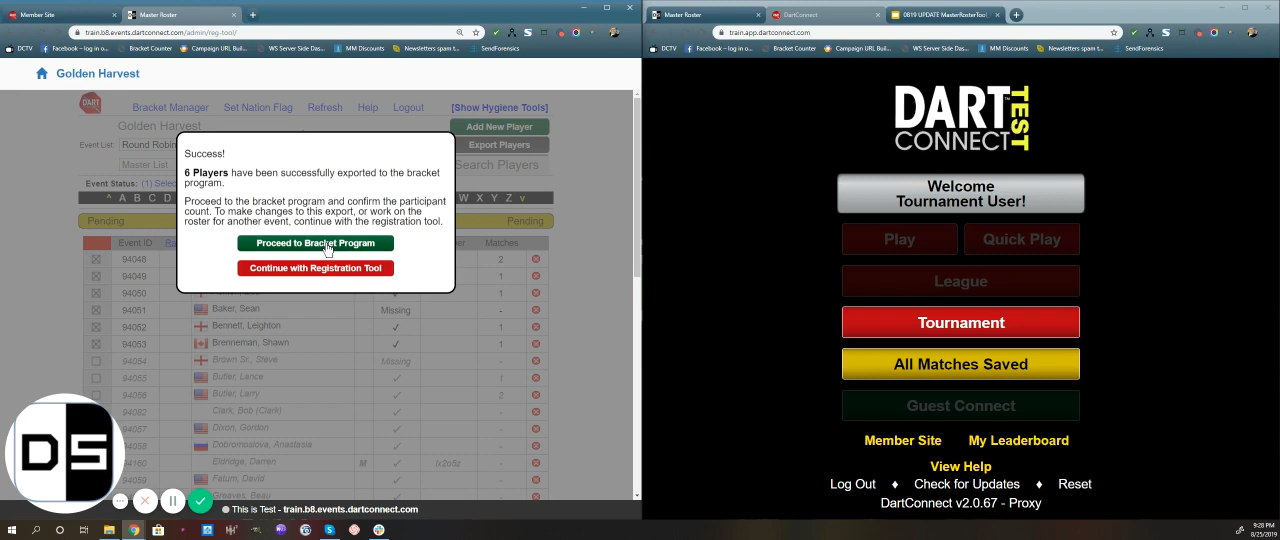 Member Site
Master Roster
train.b8.events.dartconnect.com/admin/reg-tool/
DCTV
Facebook – log in o...
Bracket Counter
Campaign URL Buil...
WS Server Side Das...
MM Discounts
Newsletters spam t...
SendForensics
Golden Harvest
DART
Bracket Manager
Set Nation Flag
Refresh
Help
Logout
[Show Hygiene Tools]
Golden Harvest
Add New Player
Event List:
Round Robin
Export Players
Master List
Search Players
Event Status:
(1) Selec
^ A B C D
W X Y Z v
Pending
Pending
Event ID
Matches
94048
2
94049
1
94050
1
94051
Baker, Sean
Missing
-
94052
Bennett, Leighton
✓
1
94053
Brenneman, Shawn
✓
1
94054
Brown Sr., Steve
Missing
-
94055
Butler, Lance
✓
1
94056
Butler, Larry
✓
2
94082
Clark, Bob (Clark)
-
94057
Dixon, Gordon
✓
-
94058
Dobromoslova, Anastasia
✓
-
94160
Eldridge, Darren
M
✓
-
94059
Fatum, David
✓
-
Greaves, Beau
✓
-
Success!
6 Players have been successfully exported to the bracket
program.
Proceed to the bracket program and confirm the participant
count. To make changes to this export, or work on the
roster for another event, continue with the registration tool.
Proceed to Bracket Program
Continue with Registration Tool
DS
This is Test - train.b8.events.dartconnect.com
Master Roster
DartConnect
0819 UPDATE MasterRosterTool_
train.app.dartconnect.com
DCTV
Facebook – log in o...
Bracket Counter
Campaign URL Buil...
WS Server Side Das...
MM Discounts
Newsletters spam t...
SendForensics
DART
CONNECT
TEST
Welcome
Tournament User!
Play
Quick Play
League
Tournament
All Matches Saved
Guest Connect
Member Site
My Leaderboard
View Help
Log Out ♦ Check for Updates ♦ Reset
DartConnect v2.0.67 - Proxy
9:28 PM
8/25/2019